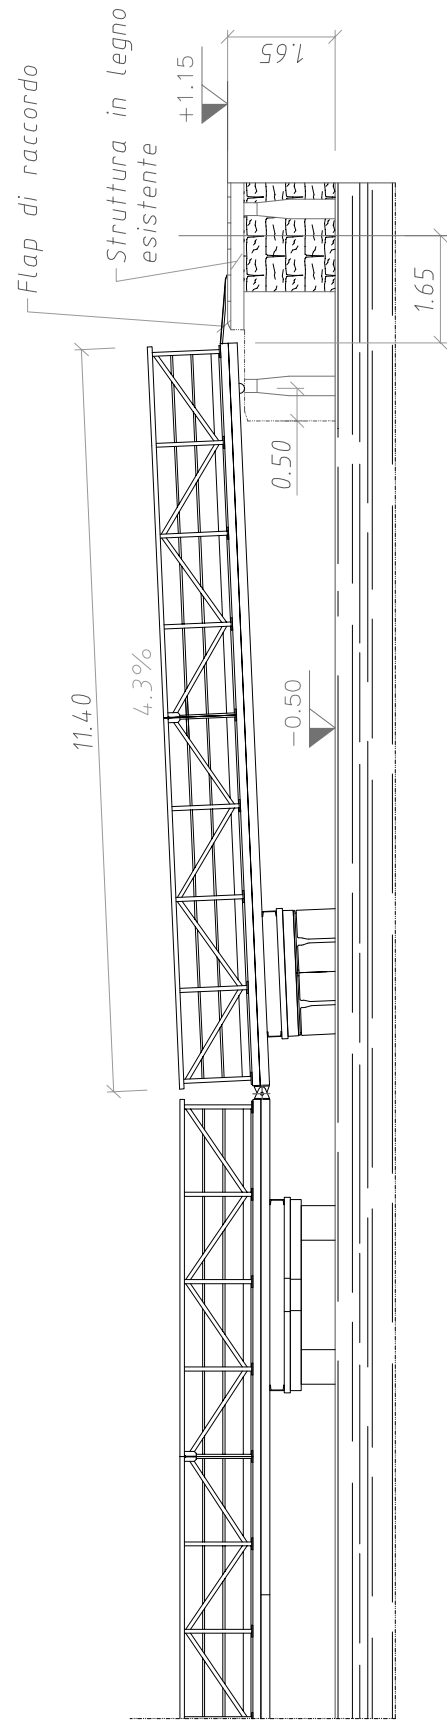 Flap di raccordo
Struttura in legno
esistente
+1.15
1.65
11.40
4.3%
-0.50
0.50
1.65